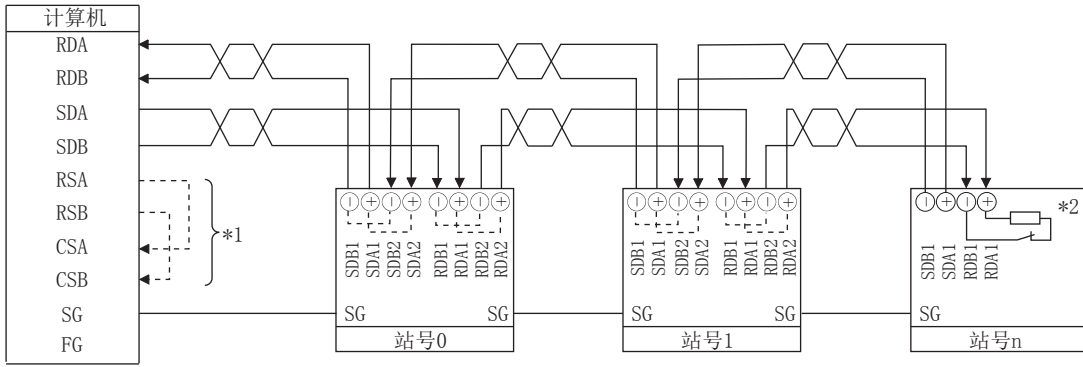 计算机
RDA
RDB
SDA
SDB
RSA
RSB
CSA
CSB
SG
FG
*1
SDB1
SDA1
SDB2
SDA2
RDB1
RDA1
RDB2
RDA2
SG
SG
站号0
SDB1
SDA1
SDB2
SDA2
RDB1
RDA1
RDB2
RDA2
SG
SG
站号1
*2
SDB1
SDA1
RDB1
RDA1
SG
站号n